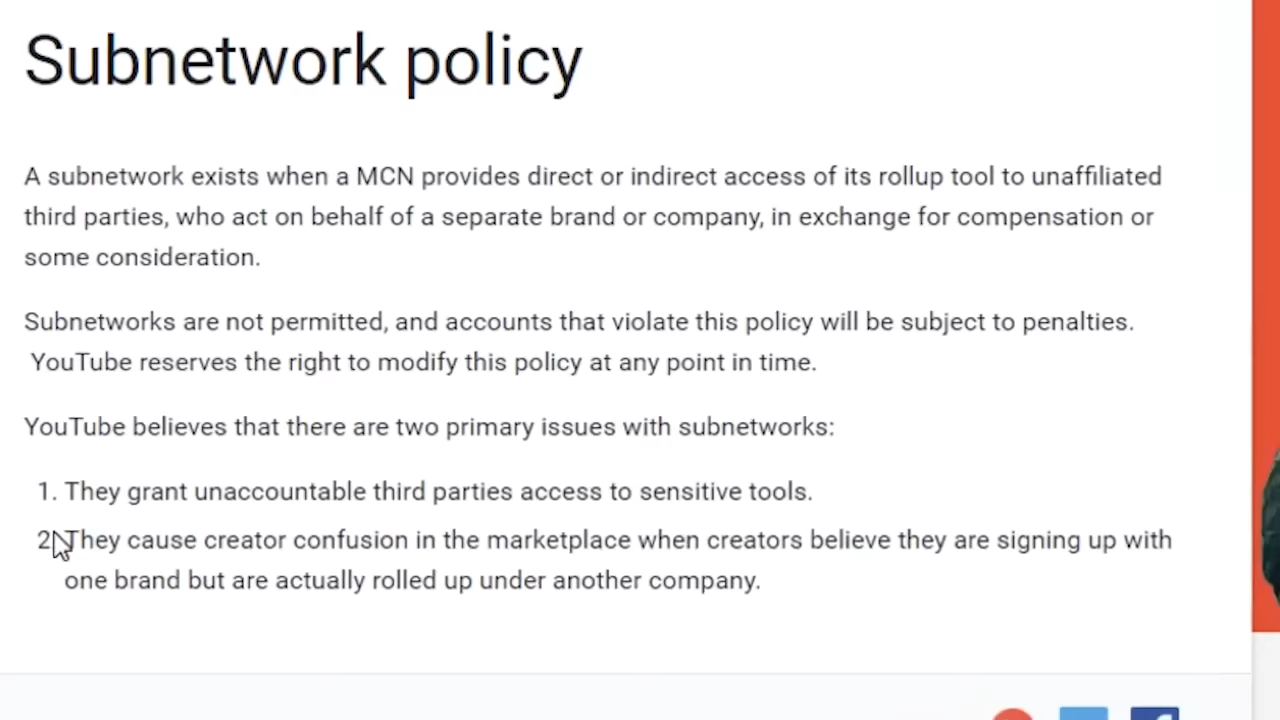 Subnetwork policy
A subnetwork exists when a MCN provides direct or indirect access of its rollup tool to unaffiliated
third parties, who act on behalf of a separate brand or company, in exchange for compensation or
some consideration.
Subnetworks are not permitted, and accounts that violate this policy will be subject to penalties.
YouTube reserves the right to modify this policy at any point in time.
YouTube believes that there are two primary issues with subnetworks:
1. They grant unaccountable third parties access to sensitive tools.
2. They cause creator confusion in the marketplace when creators believe they are signing up with
one brand but are actually rolled up under another company.